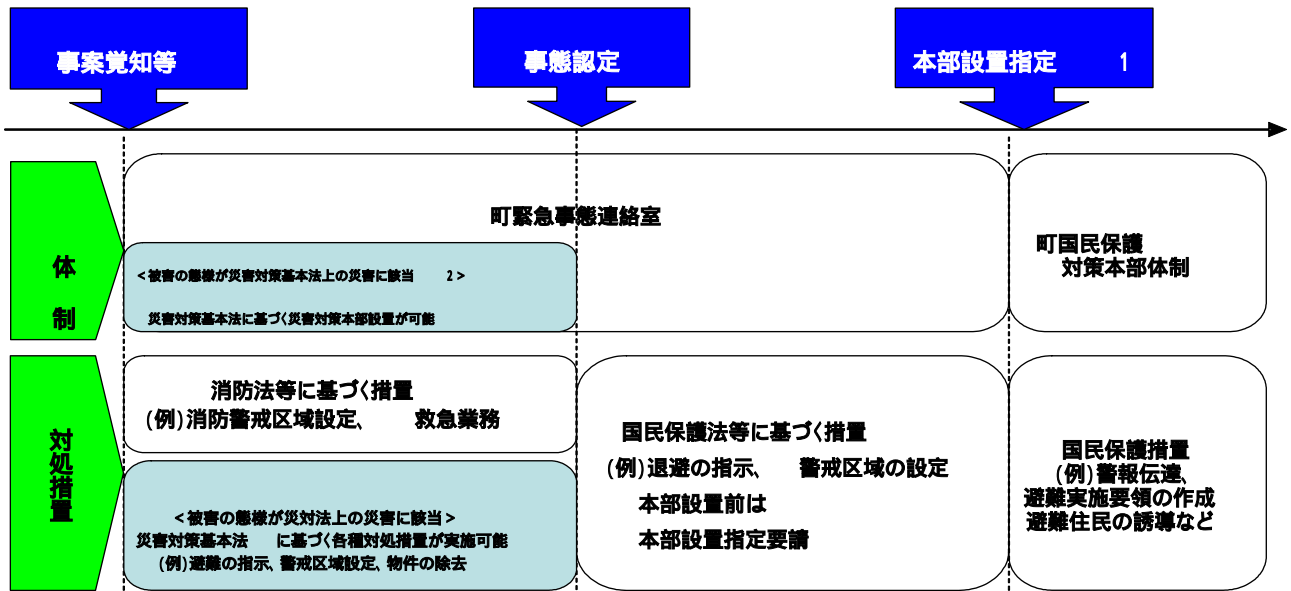 事案覚知等
事態認定
本部設置指定　　1
体制
町緊急事態連絡室
<被害の態様が災害対策基本法上の災害に該当　　2>
災害対策基本法に基づく災害対策本部設置が可能
町国民保護
対策本部体制
対処措置
消防法等に基づく措置
(例)消防警戒区域設定、　救急業務
<被害の態様が災対法上の災害に該当>
災害対策基本法　に基づく各種対処措置が実施可能
(例)避難の指示、警戒区域設定、物件の除去
国民保護法等に基づく措置
(例)退避の指示、　警戒区域の設定
本部設置前は
本部設置指定要請
国民保護措置
(例)警報伝達、
避難実施要領の作成
避難住民の誘導など